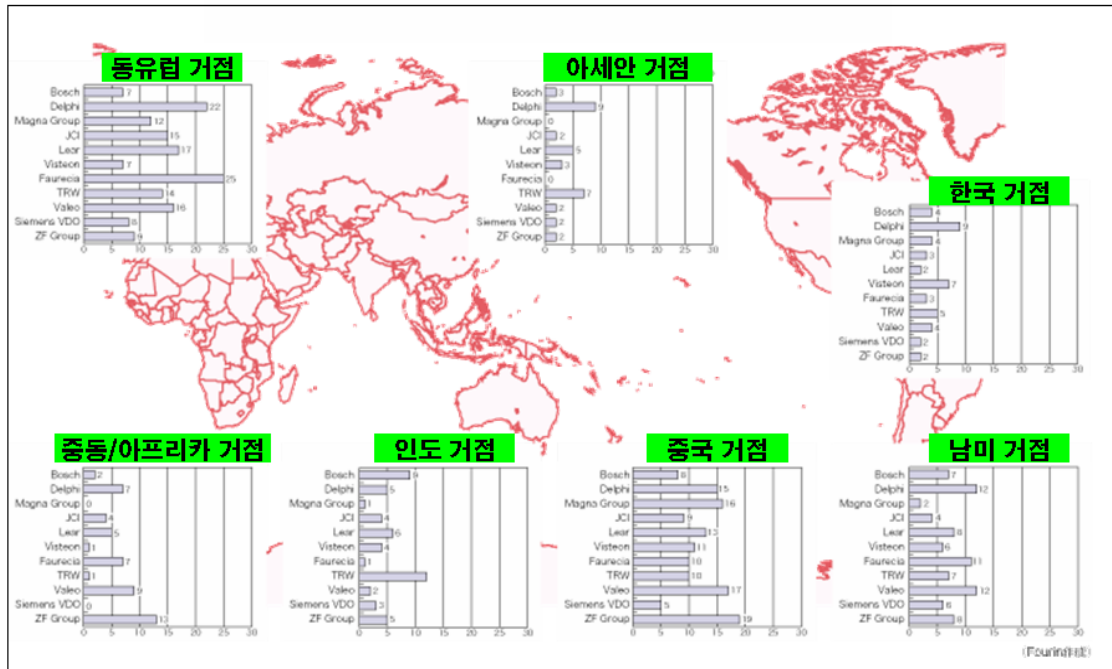 동유럽 거점
Bosch 7
Delphi 22
Magna Group 12
JCI 15
Lear 17
Visteon 7
Faurecia 25
TRW 14
Valeo 16
Siemens VDO 8
ZF Group 9
0 5 10 15 20 25 30
아세안 거점
Bosch 3
Delphi 9
Magna Group 0
JCI 2
Lear 5
Visteon 3
Faurecia 0
TRW 7
Valeo 2
Siemens VDO 2
ZF Group 2
0 5 10 15 20 25 30
한국 거점
Bosch 4
Delphi 9
Magna Group 4
JCI 3
Lear 2
Visteon 7
Faurecia 3
TRW 5
Valeo 4
Siemens VDO 2
ZF Group 2
0 5 10 15 20 25 30
중동/아프리카 거점
Bosch 2
Delphi 7
Magna Group 0
JCI 4
Lear 5
Visteon 1
Faurecia 7
TRW 1
Valeo 9
Siemens VDO 0
ZF Group 13
0 5 10 15 20 25 30
인도 거점
Bosch 9
Delphi 5
Magna Group 1
JCI 4
Lear 6
Visteon 4
Faurecia 1
TRW
Valeo 2
Siemens VDO 3
ZF Group 5
0 5 10 15 20 25 30
중국 거점
Bosch 8
Delphi 15
Magna Group 16
JCI 9
Lear 13
Visteon 11
Faurecia 10
TRW 10
Valeo 17
Siemens VDO 5
ZF Group 19
0 5 10 15 20 25 30
남미 거점
Bosch 7
Delphi 12
Magna Group 2
JCI 4
Lear 8
Visteon 6
Faurecia 11
TRW 7
Valeo 12
Siemens VDO 6
ZF Group 8
0 5 10 15 20 25 30
(Fourin作成)